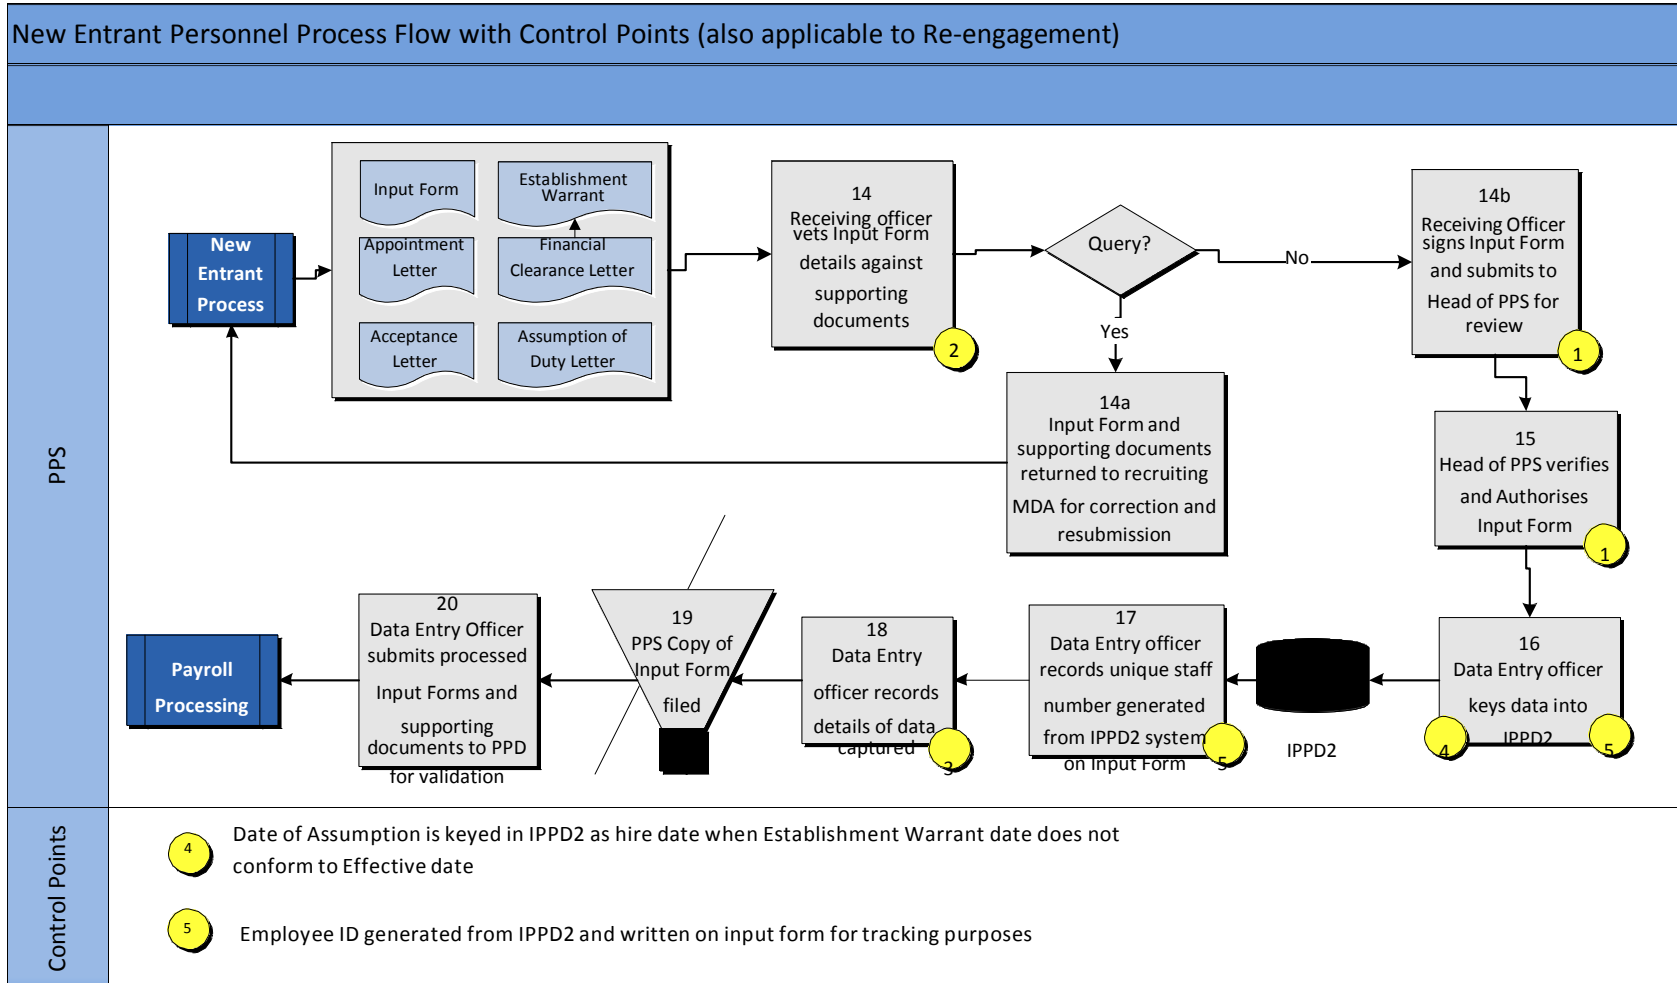 New Entrant Personnel Process Flow with Control Points (also applicable to Re-engagement)
PPS
New
Entrant
Process
Input Form
Establishment
Warrant
Appointment
Letter
Financial
Clearance Letter
Acceptance
Letter
Assumption of
Duty Letter
14
Receiving officer
vets Input Form
details against
supporting
documents
2
Query?
No
Yes
14b
Receiving Officer
signs Input Form
and submits to
Head of PPS for
review
1
14a
Input Form and
supporting documents
returned to recruiting
MDA for correction and
resubmission
15
Head of PPS verifies
and Authorises
Input Form
1
16
Data Entry officer
keys data into
IPPD2
4
5
IPPD2
17
Data Entry officer
records unique staff
number generated
from IPPD2 system
on Input Form
5
18
Data Entry
officer records
details of data
captured
3
19
PPS Copy of
Input Form
filed
20
Data Entry Officer
submits processed
Input Forms and
supporting
documents to PPD
for validation
Payroll
Processing
Control Points
4
Date of Assumption is keyed in IPPD2 as hire date when Establishment Warrant date does not
conform to Effective date
5
Employee ID generated from IPPD2 and written on input form for tracking purposes